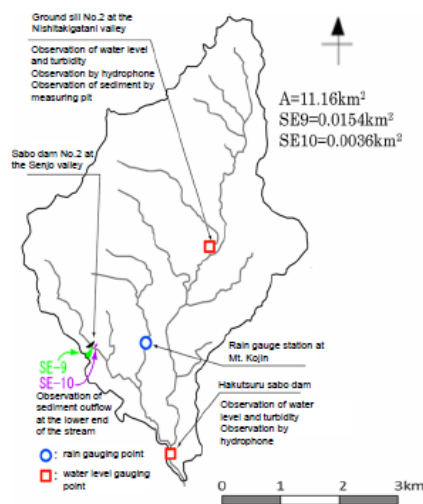 Ground sill No.2 at the
Nishitakigatani valley
Observation of water level
and turbidity
Observation by hydrophone
Observation of sediment by
measuring pit
A=11.16km²
SE9=0.0154km²
SE10=0.0036km²
Sabo dam No.2 at
the Senjo valley
Rain gauge station at
Mt. Kojin
SE-9
SE-10
Observation of
sediment outflow
at the lower end
of the stream
Hakutsuru sabo dam
Observation of water
level and turbidity
Observation by
hydrophone
: rain gauging point
: water level gauging
point
0 1 2 3km